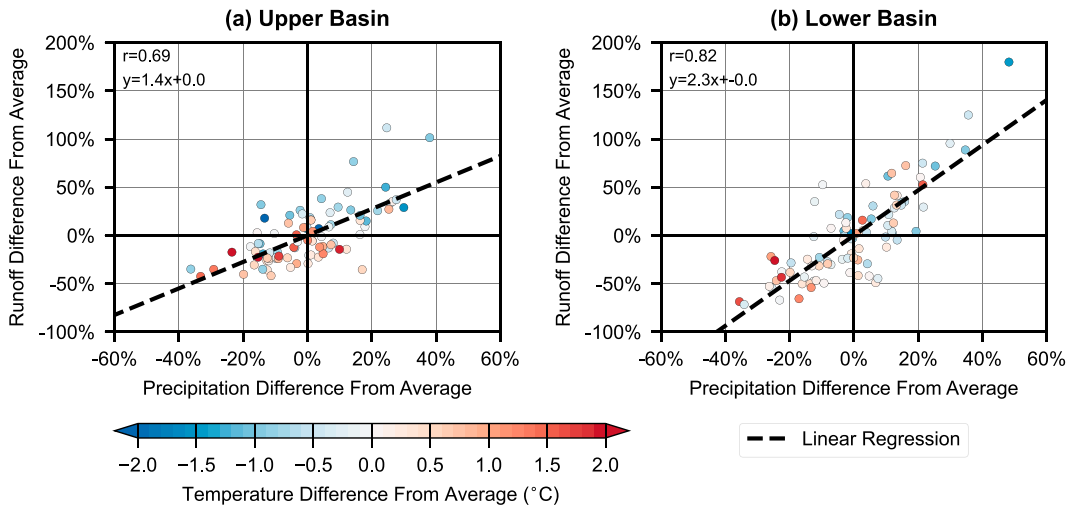 (a) Upper Basin
200%
150%
100%
50%
0%
-50%
-100%
Runoff Difference From Average
r=0.69
y=1.4x+0.0
-60% -40% -20% 0% 20% 40% 60%
Precipitation Difference From Average
(b) Lower Basin
200%
150%
100%
50%
0%
-50%
-100%
Runoff Difference From Average
r=0.82
y=2.3x+-0.0
-60% -40% -20% 0% 20% 40% 60%
Precipitation Difference From Average
−2.0 −1.5 −1.0 −0.5 0.0 0.5 1.0 1.5 2.0
Temperature Difference From Average (°C)
Linear Regression